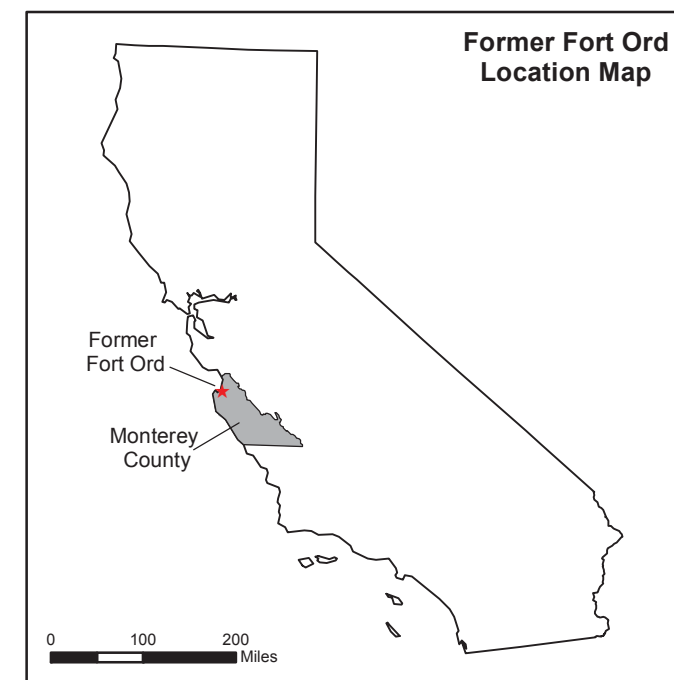 Former Fort Ord
Location Map
Former
Fort Ord
Monterey
County
0 100 200
Miles